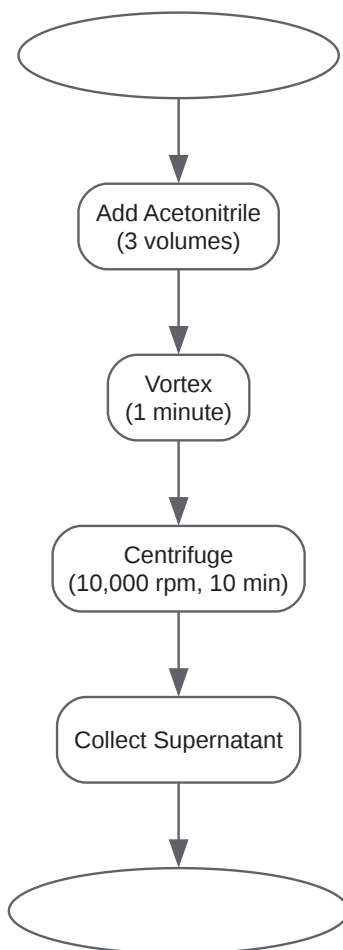 Add Acetonitrile
(3 volumes)
Vortex
(1 minute)
Centrifuge
(10,000 rpm, 10 min)
Collect Supernatant